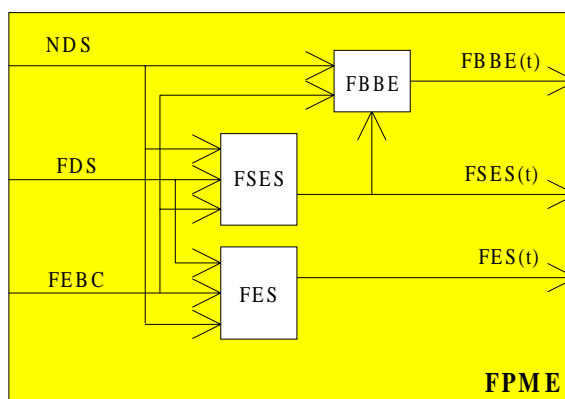 NDS
FBBE
FBBE(t)
FDS
FSES
FSES(t)
FEBC
FES
FES(t)
FPME